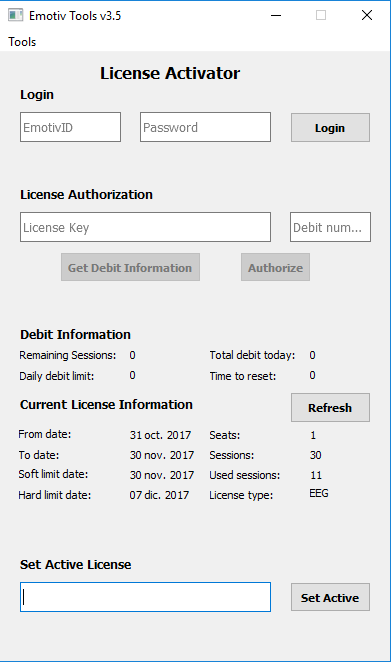 Emotiv Tools v3.5
Tools
License Activator
Login
EmotivID Password Login
License Authorization
License Key Debit num...
Get Debit Information Authorize
Debit Information
Remaining Sessions: 0 Total debit today: 0
Daily debit limit: 0 Time to reset: 0
Current License Information Refresh
From date: 31 oct. 2017 Seats: 1
To date: 30 nov. 2017 Sessions: 30
Soft limit date: 30 nov. 2017 Used sessions: 11
Hard limit date: 07 dic. 2017 License type: EEG
Set Active License
Set Active